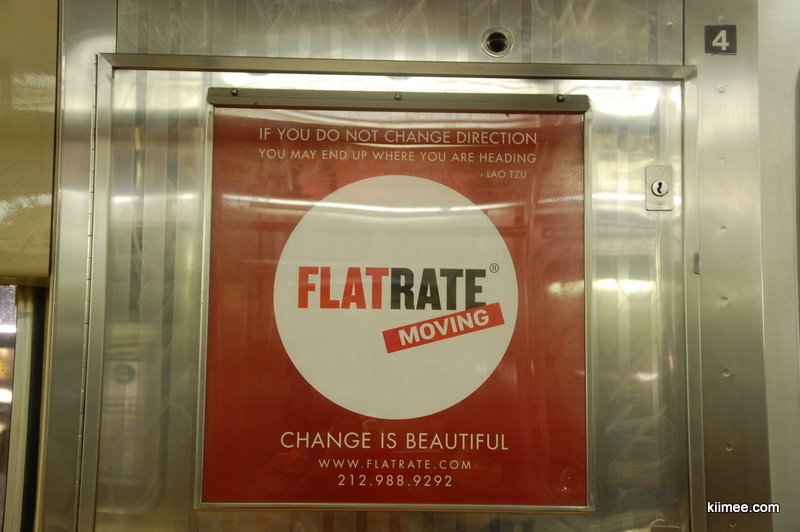 4
IF YOU DO NOT CHANGE DIRECTION
YOU MAY END UP WHERE YOU ARE HEADING
- LAO TZU
FLATRATE®
MOVING
CHANGE IS BEAUTIFUL
WWW.FLATRATE.COM
212.988.9292
kiimee.com